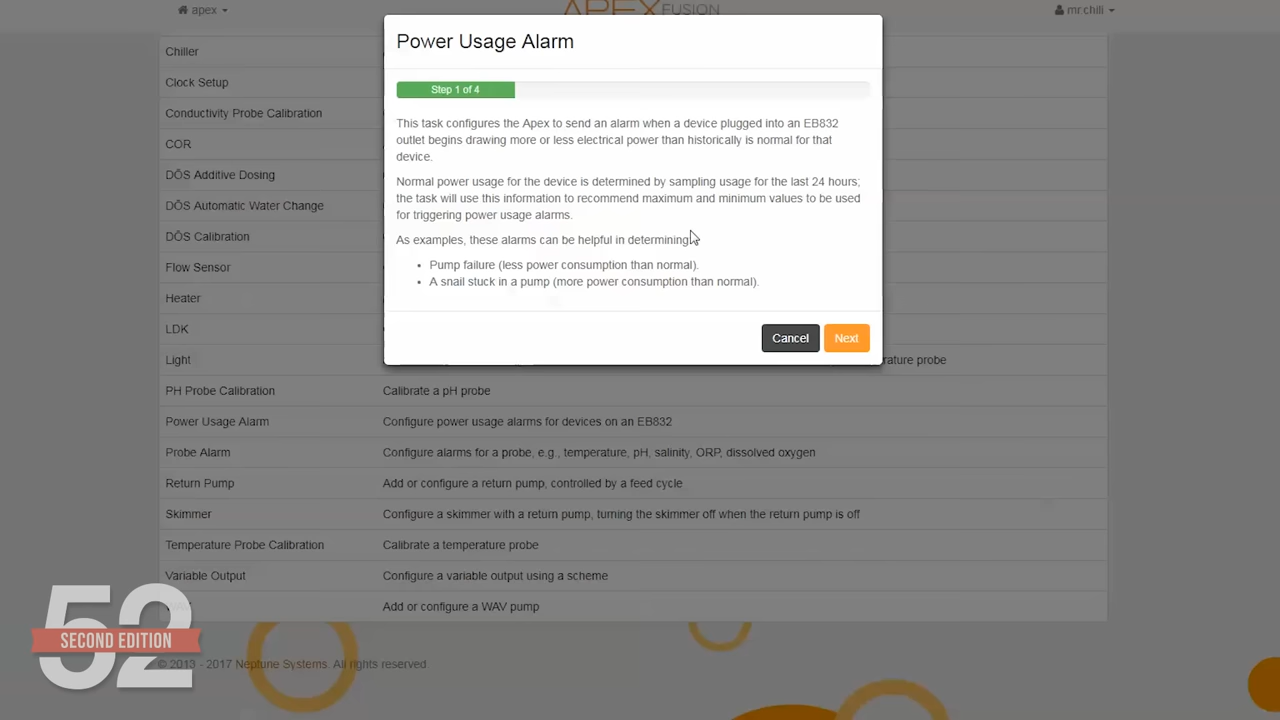 apex
APEX FUSION
mr chili
Power Usage Alarm
Step 1 of 4
This task configures the Apex to send an alarm when a device plugged into an EB832
outlet begins drawing more or less electrical power than historically is normal for that
device.
Normal power usage for the device is determined by sampling usage for the last 24 hours;
the task will use this information to recommend maximum and minimum values to be used
for triggering power usage alarms.
As examples, these alarms can be helpful in determining
• Pump failure (less power consumption than normal).
• A snail stuck in a pump (more power consumption than normal).
Cancel Next
Chiller
Clock Setup
Conductivity Probe Calibration
COR
DŌS Additive Dosing
DŌS Automatic Water Change
DŌS Calibration
Flow Sensor
Heater
LDK
Light erature probe
PH Probe Calibration Calibrate a pH probe
Power Usage Alarm Configure power usage alarms for devices on an EB832
Probe Alarm Configure alarms for a probe, e.g., temperature, pH, salinity, ORP, dissolved oxygen
Return Pump Add or configure a return pump, controlled by a feed cycle
Skimmer Configure a skimmer with a return pump, turning the skimmer off when the return pump is off
Temperature Probe Calibration Calibrate a temperature probe
Variable Output Configure a variable output using a scheme
Add or configure a WAV pump
52
SECOND EDITION
© 2013 - 2017 Neptune Systems. All rights reserved.